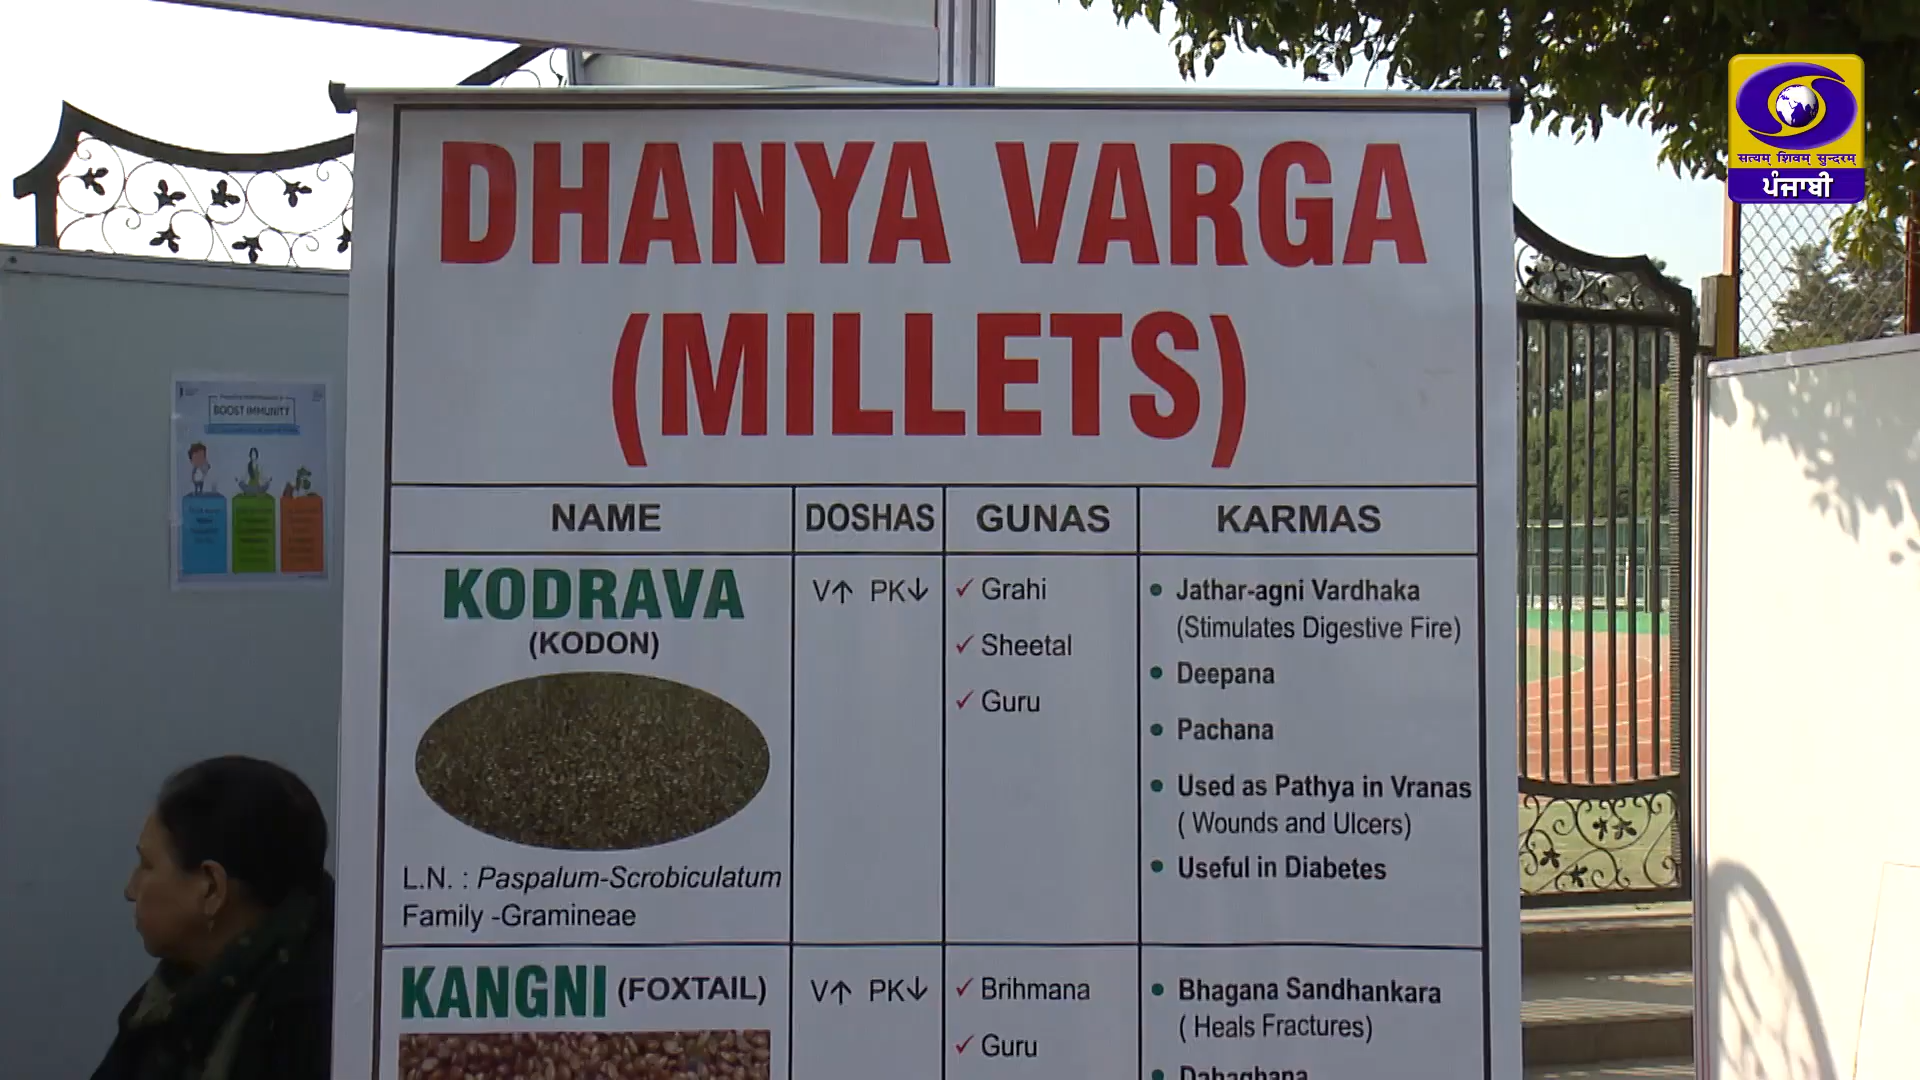 DHANYA VARGA
(MILLETS)
NAME DOSHAS GUNAS KARMAS
KODRAVA
(KODON)
L.N. : Paspalum-Scrobiculatum
Family -Gramineae
V↑ PK↓
✓ Grahi
✓ Sheetal
✓ Guru
• Jathar-agni Vardhaka
(Stimulates Digestive Fire)
• Deepana
• Pachana
• Used as Pathya in Vranas
( Wounds and Ulcers)
• Useful in Diabetes
KANGNI (FOXTAIL)
V↑ PK↓
✓ Brihmana
✓ Guru
• Bhagana Sandhankara
( Heals Fractures)
• Dahaghana
BOOST IMMUNITY
सत्यम् शिवम् सुन्दरम्
ਪੰਜਾਬੀ